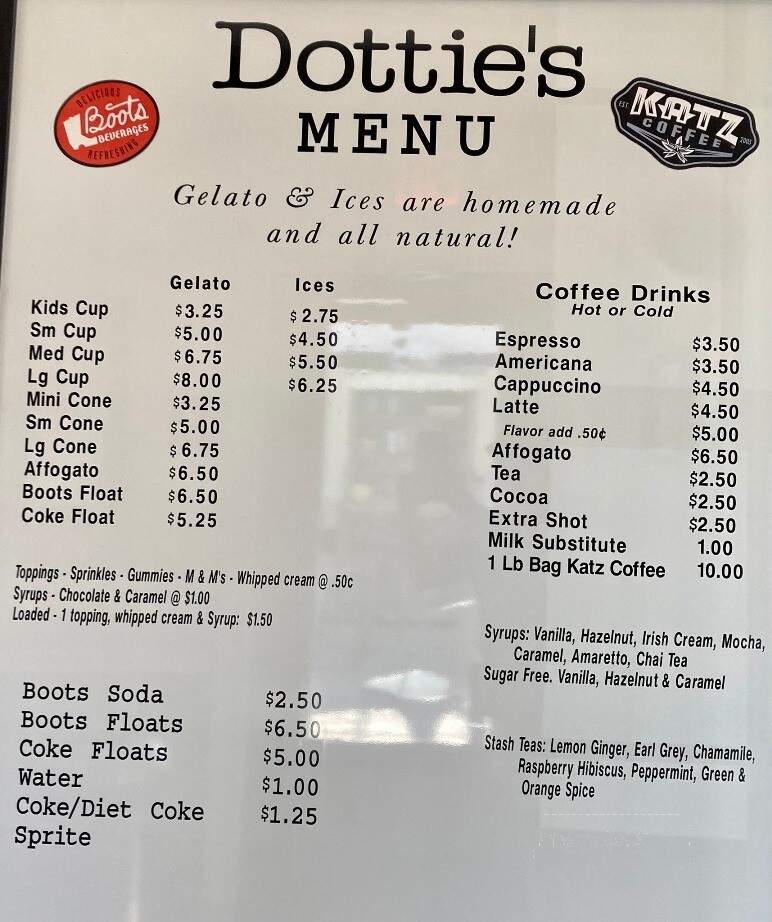 Dottie's
MENU
DELICIOUS
Boots
BEVERAGES
REFRESHING
EST. KATZ 2003
COFFEE
Gelato & Ices are homemade
and all natural!
Gelato Ices
Kids Cup $3.25 $2.75
Sm Cup $5.00 $4.50
Med Cup $6.75 $5.50
Lg Cup $8.00 $6.25
Mini Cone $3.25
Sm Cone $5.00
Lg Cone $6.75
Affogato $6.50
Boots Float $6.50
Coke Float $5.25
Toppings - Sprinkles - Gummies - M & M's - Whipped cream @ .50c
Syrups - Chocolate & Caramel @ $1.00
Loaded - 1 topping, whipped cream & Syrup: $1.50
Boots Soda $2.50
Boots Floats $6.50
Coke Floats $5.00
Water $1.00
Coke/Diet Coke $1.25
Sprite
Coffee Drinks
Hot or Cold
Espresso $3.50
Americana $3.50
Cappuccino $4.50
Latte $4.50
Flavor add .50¢ $5.00
Affogato $6.50
Tea $2.50
Cocoa $2.50
Extra Shot $2.50
Milk Substitute 1.00
1 Lb Bag Katz Coffee 10.00
Syrups: Vanilla, Hazelnut, Irish Cream, Mocha,
Caramel, Amaretto, Chai Tea
Sugar Free. Vanilla, Hazelnut & Caramel
Stash Teas: Lemon Ginger, Earl Grey, Chamamile,
Raspberry Hibiscus, Peppermint, Green &
Orange Spice